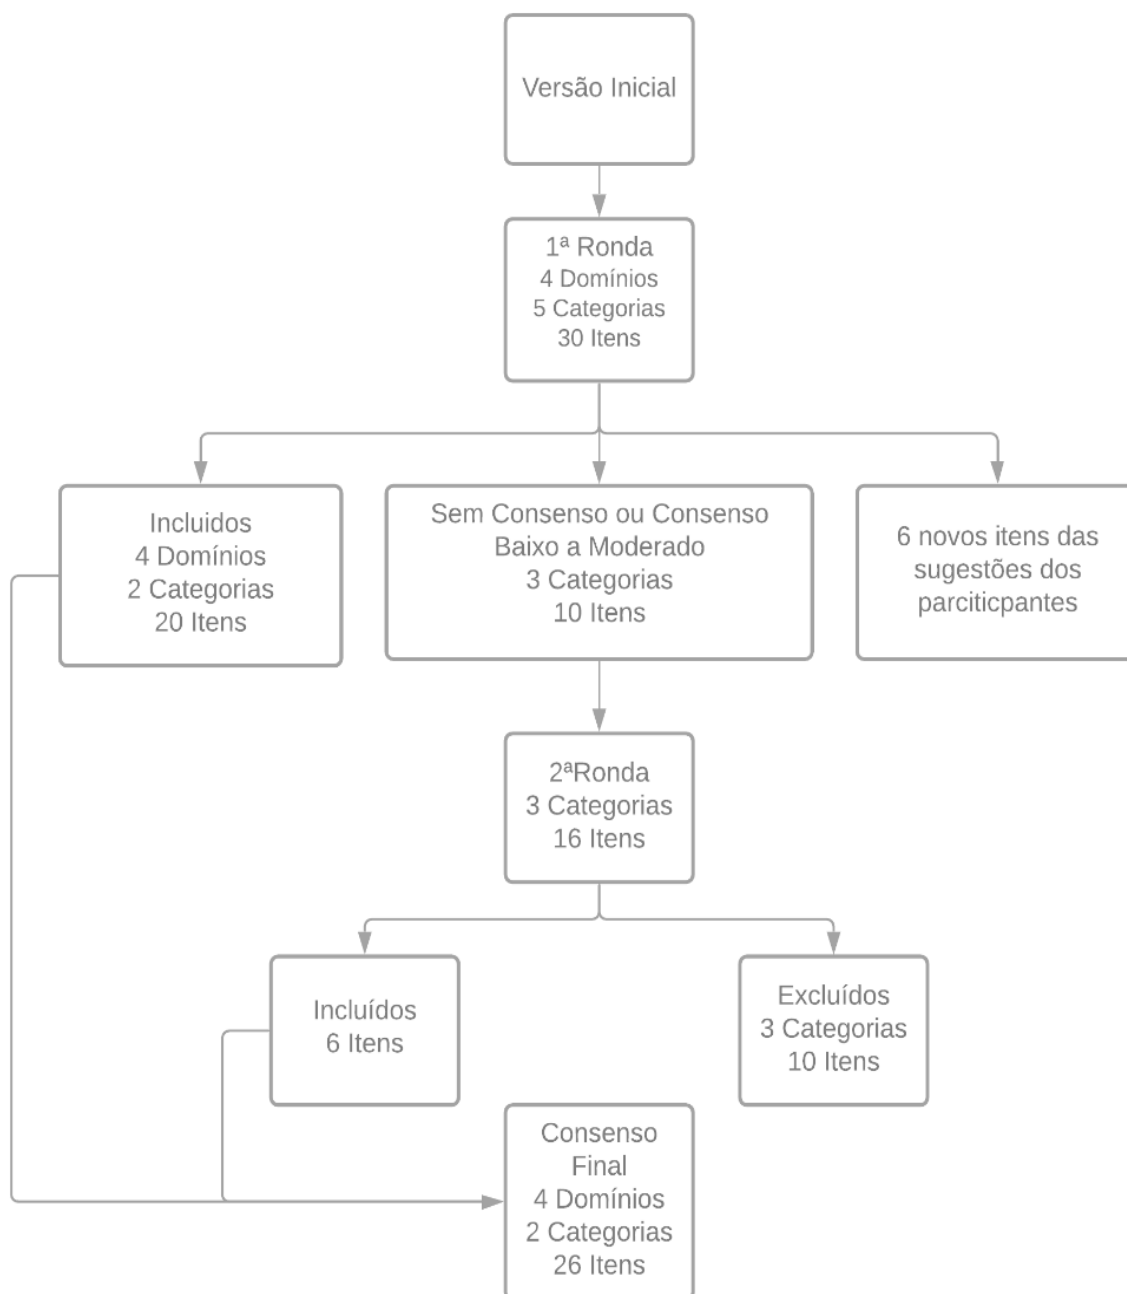 Versão Inicial
1ª Ronda
4 Domínios
5 Categorias
30 Itens
Incluidos
4 Domínios
2 Categorias
20 Itens
Sem Consenso ou Consenso
Baixo a Moderado
3 Categorias
10 Itens
6 novos itens das
sugestões dos
parciticpantes
2ªRonda
3 Categorias
16 Itens
Incluídos
6 Itens
Excluídos
3 Categorias
10 Itens
Consenso
Final
4 Domínios
2 Categorias
26 Itens